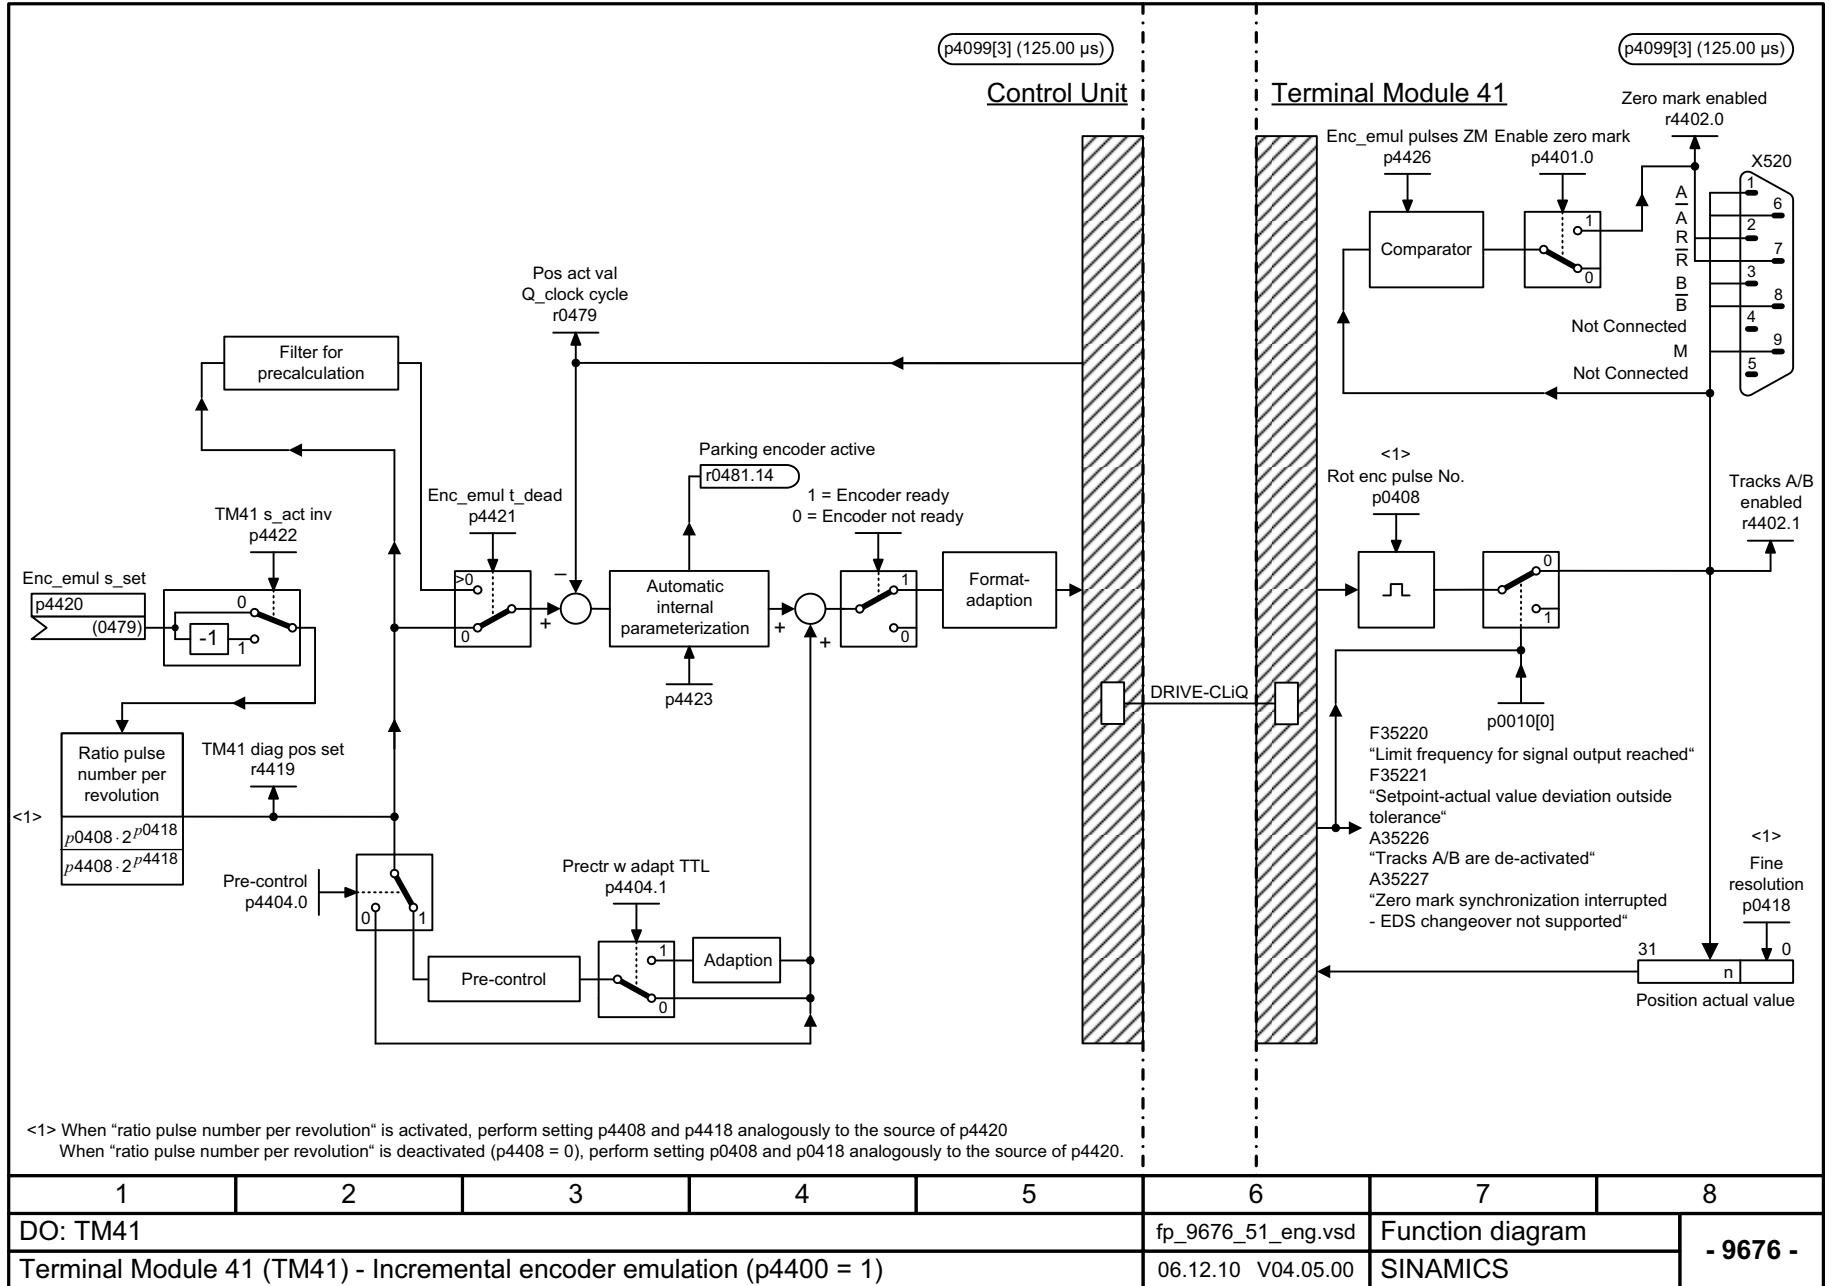 p4099[3] (125.00 µs)
p4099[3] (125.00 µs)
Control Unit
Terminal Module 41
Zero mark enabled
r4402.0
Enc_emul pulses ZM
p4426
Enable zero mark
p4401.0
X520
Comparator
1
0
A
A
R
R
B
B
Not Connected
M
Not Connected
1
6
2
7
3
8
4
9
5
Pos act val
Q_clock cycle
r0479
Filter for
precalculation
Parking encoder active
r0481.14
Enc_emul t_dead
p4421
1 = Encoder ready
0 = Encoder not ready
<1>
Rot enc pulse No.
p0408
Tracks A/B
enabled
r4402.1
TM41 s_act inv
p4422
Enc_emul s_set
p4420
(0479)
0
-1
1
>0
0
–
+
Automatic
internal
parameterization
p4423
+
+
1
0
Format-
adaption
0
1
p0010[0]
DRIVE-CLiQ
Ratio pulse
number per
revolution
<1>
p0408 · 2^p0418
p4408 · 2^p4418
TM41 diag pos set
r4419
Pre-control
p4404.0
0
1
Prectr w adapt TTL
p4404.1
Pre-control
1
0
Adaption
F35220
“Limit frequency for signal output reached“
F35221
“Setpoint-actual value deviation outside
tolerance“
A35226
“Tracks A/B are de-activated“
A35227
“Zero mark synchronization interrupted
- EDS changeover not supported“
<1>
Fine
resolution
p0418
31
0
n
Position actual value
<1> When “ratio pulse number per revolution“ is activated, perform setting p4408 and p4418 analogously to the source of p4420
When “ratio pulse number per revolution“ is deactivated (p4408 = 0), perform setting p0408 and p0418 analogously to the source of p4420.
1 2 3 4 5 6 7 8
DO: TM41
fp_9676_51_eng.vsd
Function diagram
- 9676 -
Terminal Module 41 (TM41) - Incremental encoder emulation (p4400 = 1)
06.12.10 V04.05.00
SINAMICS